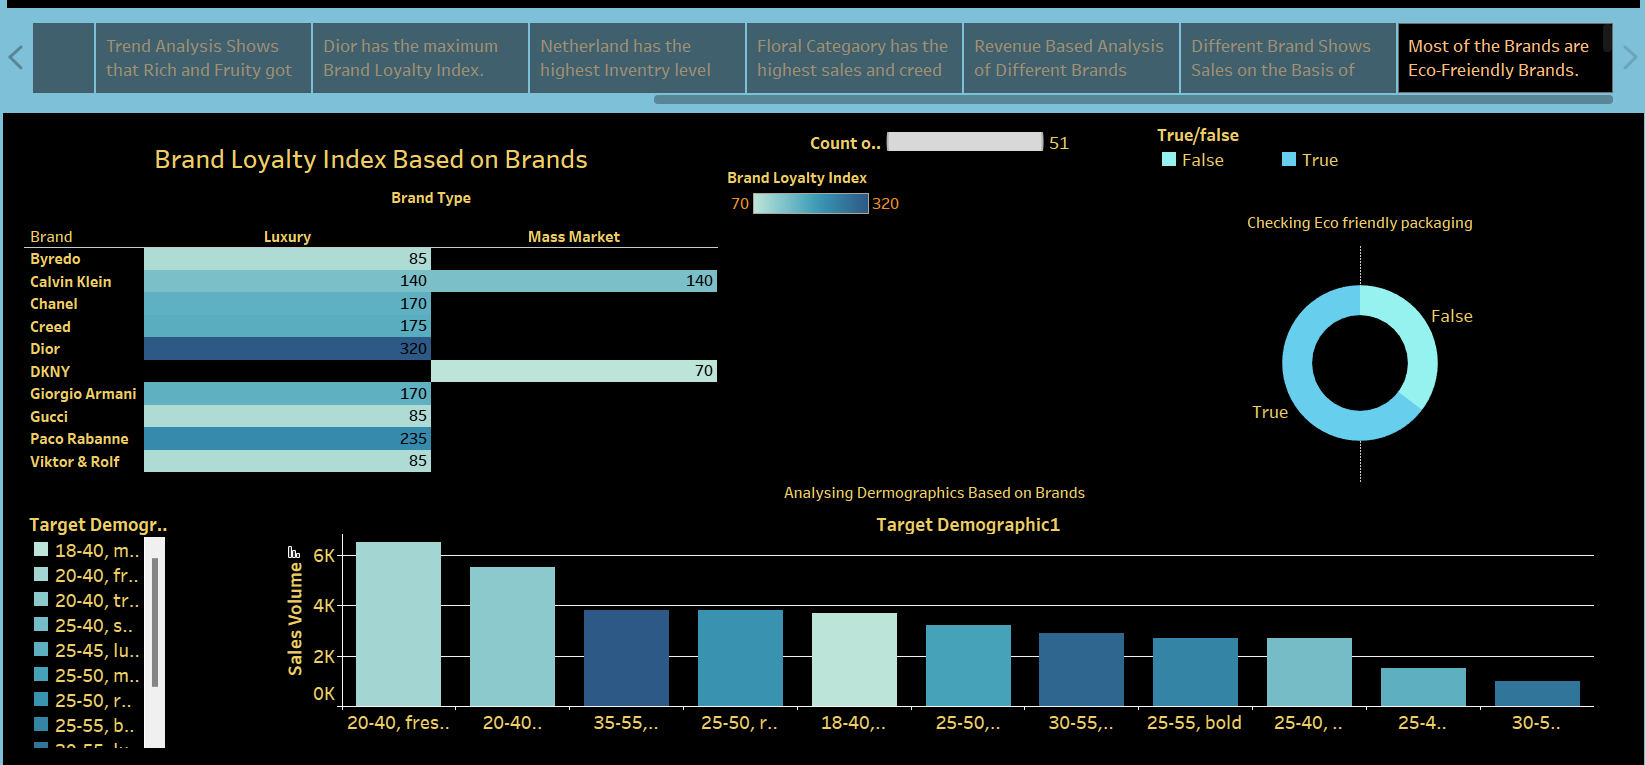 Trend Analysis Shows
that Rich and Fruity got
Dior has the maximum
Brand Loyalty Index.
Netherland has the
highest Inventry level
Floral Categaory has the
highest sales and creed
Revenue Based Analysis
of Different Brands
Different Brand Shows
Sales on the Basis of
Most of the Brands are
Eco-Freiendly Brands.
Brand Loyalty Index Based on Brands
Count o.. 51
True/false
False True
Brand Loyalty Index
70 320
Brand Type
Brand Luxury Mass Market
Byredo 85
Calvin Klein 140 140
Chanel 170
Creed 175
Dior 320
DKNY 70
Giorgio Armani 170
Gucci 85
Paco Rabanne 235
Viktor & Rolf 85
Checking Eco friendly packaging
False
True
Analysing Dermographics Based on Brands
Target Demogr..
18-40, m..
20-40, fr..
20-40, tr..
25-40, s..
25-45, lu..
25-50, m..
25-50, r..
25-55, b..
Target Demographic1
Sales Volume
6K
4K
2K
0K
20-40, fres.. 20-40.. 35-55,.. 25-50, r.. 18-40,.. 25-50,.. 30-55,.. 25-55, bold 25-40, .. 25-4.. 30-5..